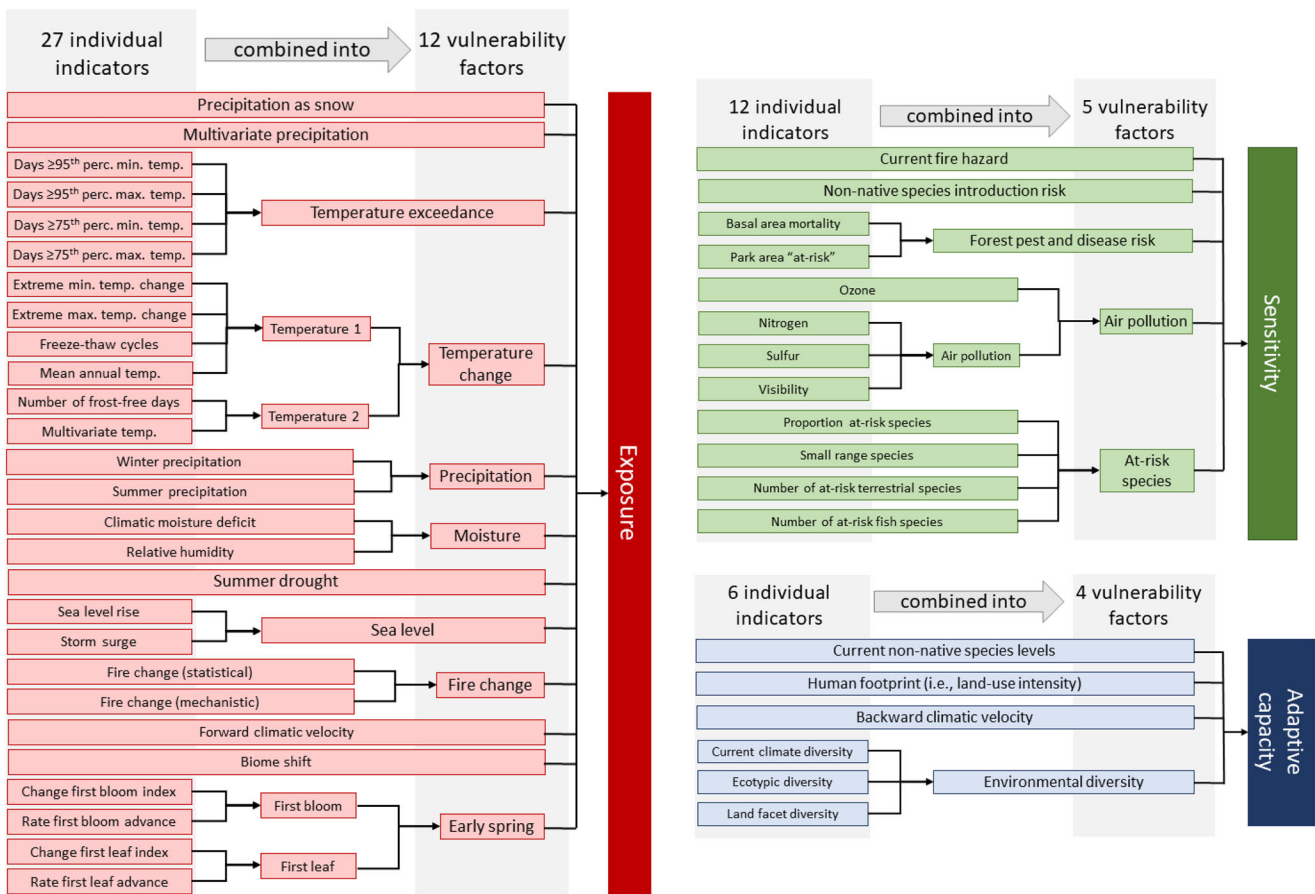 27 individual
indicators
combined into
12 vulnerability
factors
Precipitation as snow
Multivariate precipitation
Days ≥95th perc. min. temp.
Days ≥95th perc. max. temp.
Days ≥75th perc. min. temp.
Days ≥75th perc. max. temp.
Temperature exceedance
Extreme min. temp. change
Extreme max. temp. change
Freeze-thaw cycles
Mean annual temp.
Temperature 1
Number of frost-free days
Multivariate temp.
Temperature 2
Temperature
change
Winter precipitation
Summer precipitation
Precipitation
Climatic moisture deficit
Relative humidity
Moisture
Summer drought
Sea level rise
Storm surge
Sea level
Fire change (statistical)
Fire change (mechanistic)
Fire change
Forward climatic velocity
Biome shift
Change first bloom index
Rate first bloom advance
First bloom
Change first leaf index
Rate first leaf advance
First leaf
Early spring
Exposure
12 individual
indicators
combined into
5 vulnerability
factors
Current fire hazard
Non-native species introduction risk
Basal area mortality
Park area “at-risk”
Forest pest and disease risk
Ozone
Nitrogen
Sulfur
Visibility
Air pollution
Air pollution
Proportion at-risk species
Small range species
Number of at-risk terrestrial species
Number of at-risk fish species
At-risk
species
Sensitivity
6 individual
indicators
combined into
4 vulnerability
factors
Current non-native species levels
Human footprint (i.e., land-use intensity)
Backward climatic velocity
Current climate diversity
Ecotypic diversity
Land facet diversity
Environmental diversity
Adaptive
capacity